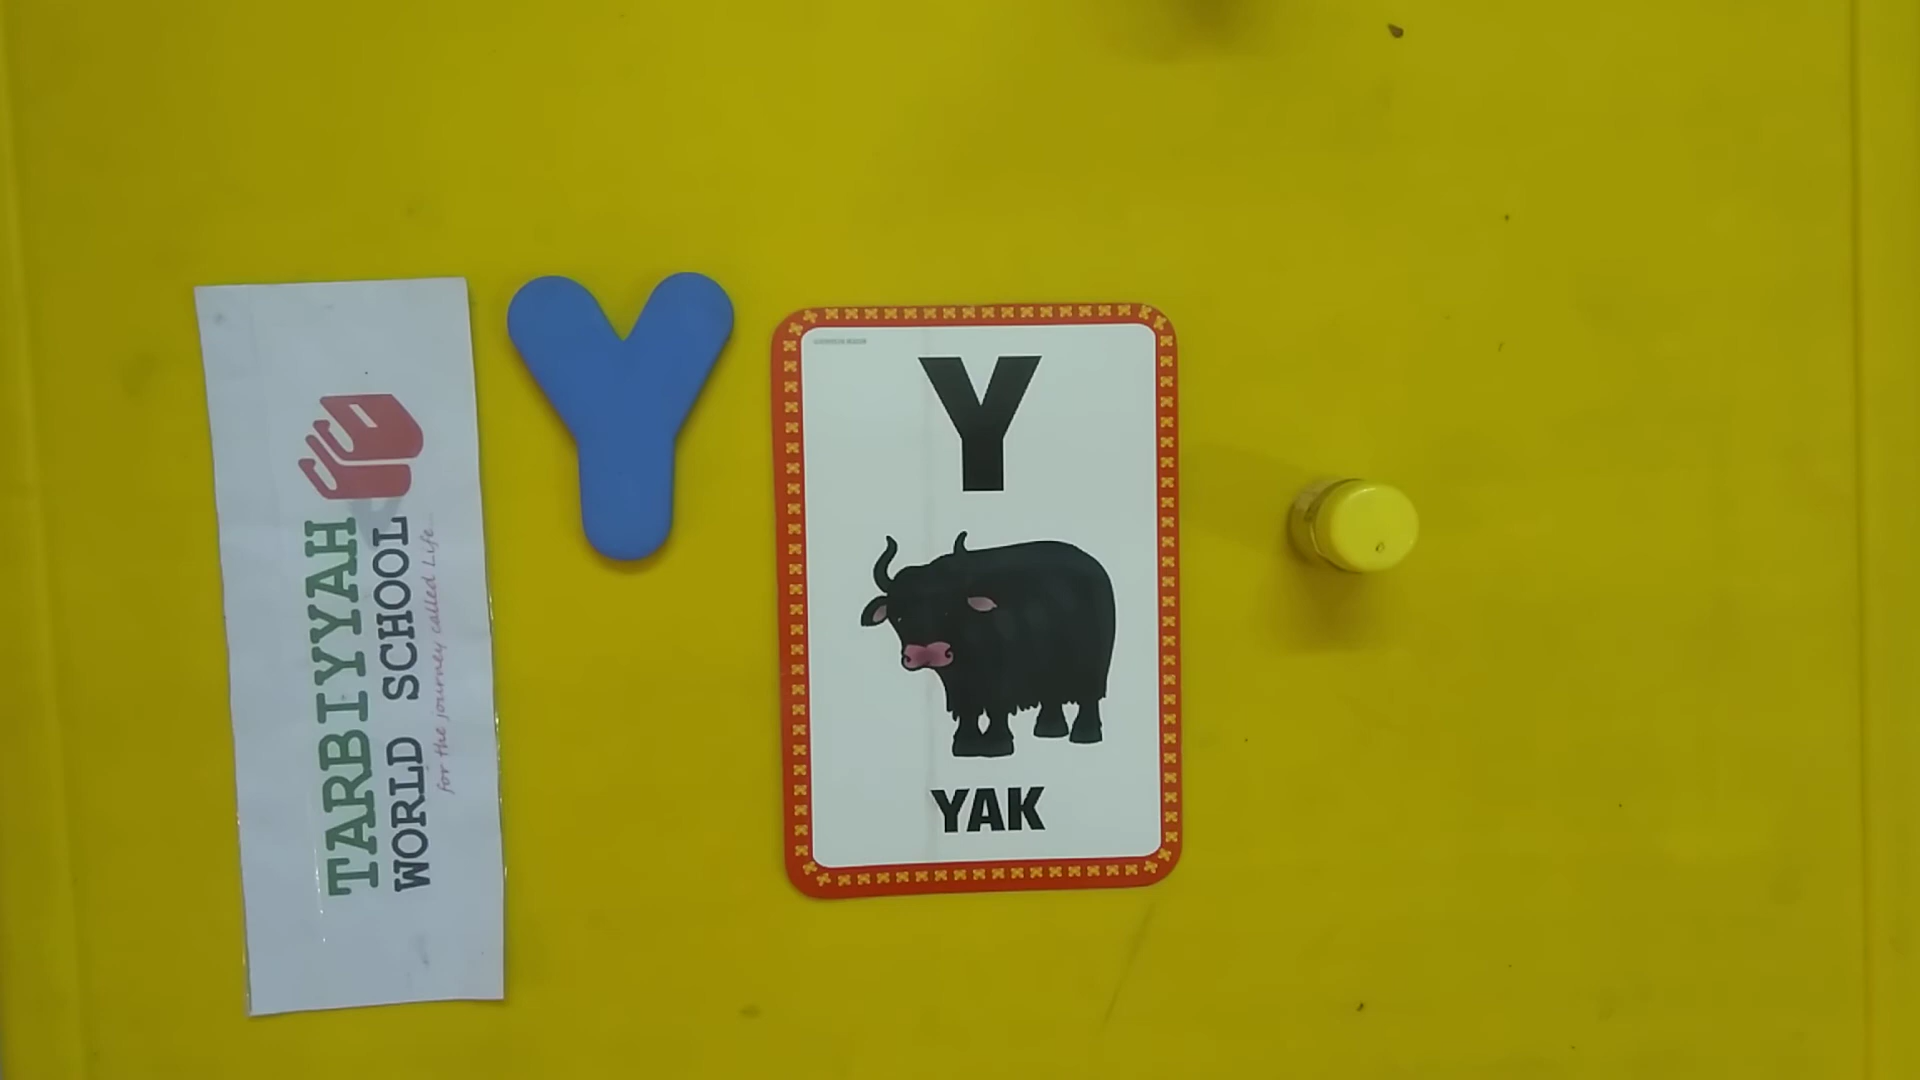 TARBIYYAH
WORLD SCHOOL
for the journey called Life
Y
Y
YAK